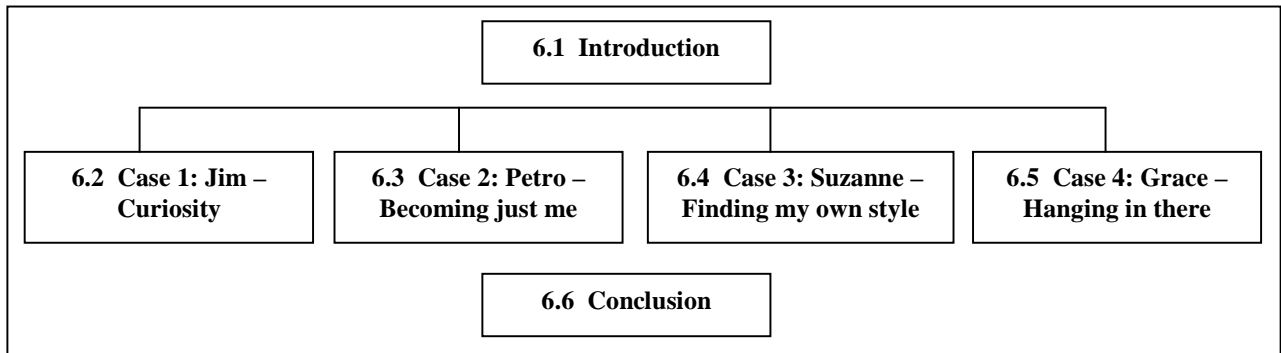 6.1 Introduction
6.2 Case 1: Jim –
Curiosity
6.3 Case 2: Petro –
Becoming just me
6.4 Case 3: Suzanne –
Finding my own style
6.5 Case 4: Grace –
Hanging in there
6.6 Conclusion